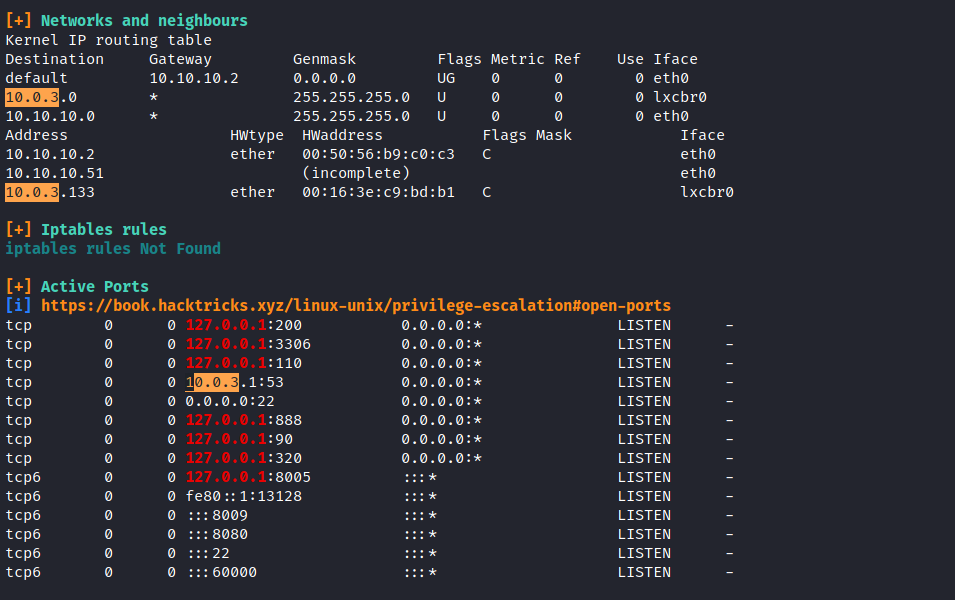 [+] Networks and neighbours
Kernel IP routing table
Destination     Gateway         Genmask         Flags Metric Ref    Use Iface
default         10.10.10.2      0.0.0.0         UG    0      0        0 eth0
10.0.3.0        *               255.255.255.0   U     0      0        0 lxcbr0
10.10.10.0      *               255.255.255.0   U     0      0        0 eth0
Address                  HWtype  HWaddress           Flags Mask            Iface
10.10.10.2               ether   00:50:56:b9:c0:c3   C                     eth0
10.10.10.51                      (incomplete)                              eth0
10.0.3.133               ether   00:16:3e:c9:bd:b1   C                     lxcbr0
[+] Iptables rules
iptables rules Not Found
[+] Active Ports
[i] https://book.hacktricks.xyz/linux-unix/privilege-escalation#open-ports
tcp        0      0 127.0.0.1:200           0.0.0.0:*               LISTEN      -
tcp        0      0 127.0.0.1:3306          0.0.0.0:*               LISTEN      -
tcp        0      0 127.0.0.1:110           0.0.0.0:*               LISTEN      -
tcp        0      0 10.0.3.1:53             0.0.0.0:*               LISTEN      -
tcp        0      0 0.0.0.0:22              0.0.0.0:*               LISTEN      -
tcp        0      0 127.0.0.1:888           0.0.0.0:*               LISTEN      -
tcp        0      0 127.0.0.1:90            0.0.0.0:*               LISTEN      -
tcp        0      0 127.0.0.1:320           0.0.0.0:*               LISTEN      -
tcp6       0      0 127.0.0.1:8005          :::*                    LISTEN      -
tcp6       0      0 fe80::1:13128           :::*                    LISTEN      -
tcp6       0      0 :::8009                 :::*                    LISTEN      -
tcp6       0      0 :::8080                 :::*                    LISTEN      -
tcp6       0      0 :::22                   :::*                    LISTEN      -
tcp6       0      0 :::60000                :::*                    LISTEN      -